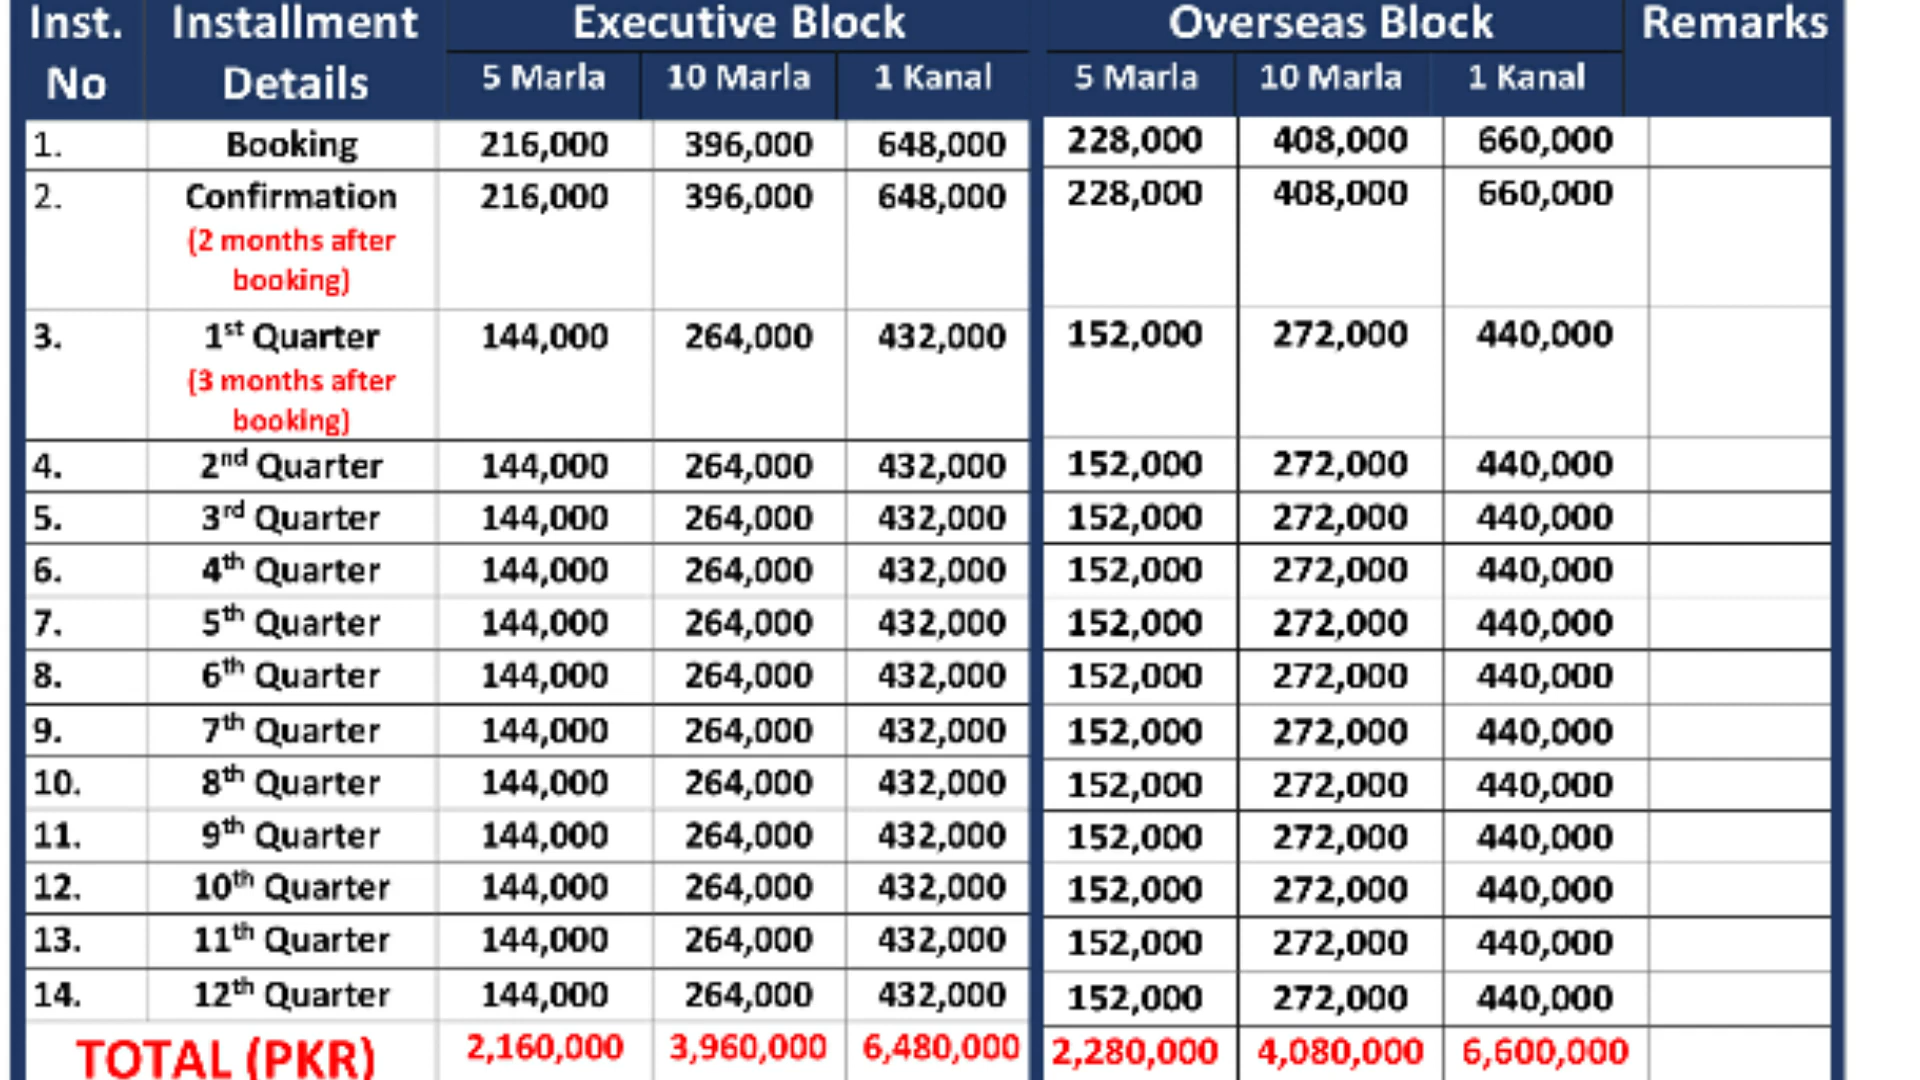 Inst. Installment Executive Block Overseas Block Remarks
No Details 5 Marla 10 Marla 1 Kanal 5 Marla 10 Marla 1 Kanal
1. Booking 216,000 396,000 648,000 228,000 408,000 660,000
2. Confirmation 216,000 396,000 648,000 228,000 408,000 660,000
(2 months after
booking)
3. 1st Quarter 144,000 264,000 432,000 152,000 272,000 440,000
(3 months after
booking)
4. 2nd Quarter 144,000 264,000 432,000 152,000 272,000 440,000
5. 3rd Quarter 144,000 264,000 432,000 152,000 272,000 440,000
6. 4th Quarter 144,000 264,000 432,000 152,000 272,000 440,000
7. 5th Quarter 144,000 264,000 432,000 152,000 272,000 440,000
8. 6th Quarter 144,000 264,000 432,000 152,000 272,000 440,000
9. 7th Quarter 144,000 264,000 432,000 152,000 272,000 440,000
10. 8th Quarter 144,000 264,000 432,000 152,000 272,000 440,000
11. 9th Quarter 144,000 264,000 432,000 152,000 272,000 440,000
12. 10th Quarter 144,000 264,000 432,000 152,000 272,000 440,000
13. 11th Quarter 144,000 264,000 432,000 152,000 272,000 440,000
14. 12th Quarter 144,000 264,000 432,000 152,000 272,000 440,000
TOTAL (PKR) 2,160,000 3,960,000 6,480,000 2,280,000 4,080,000 6,600,000